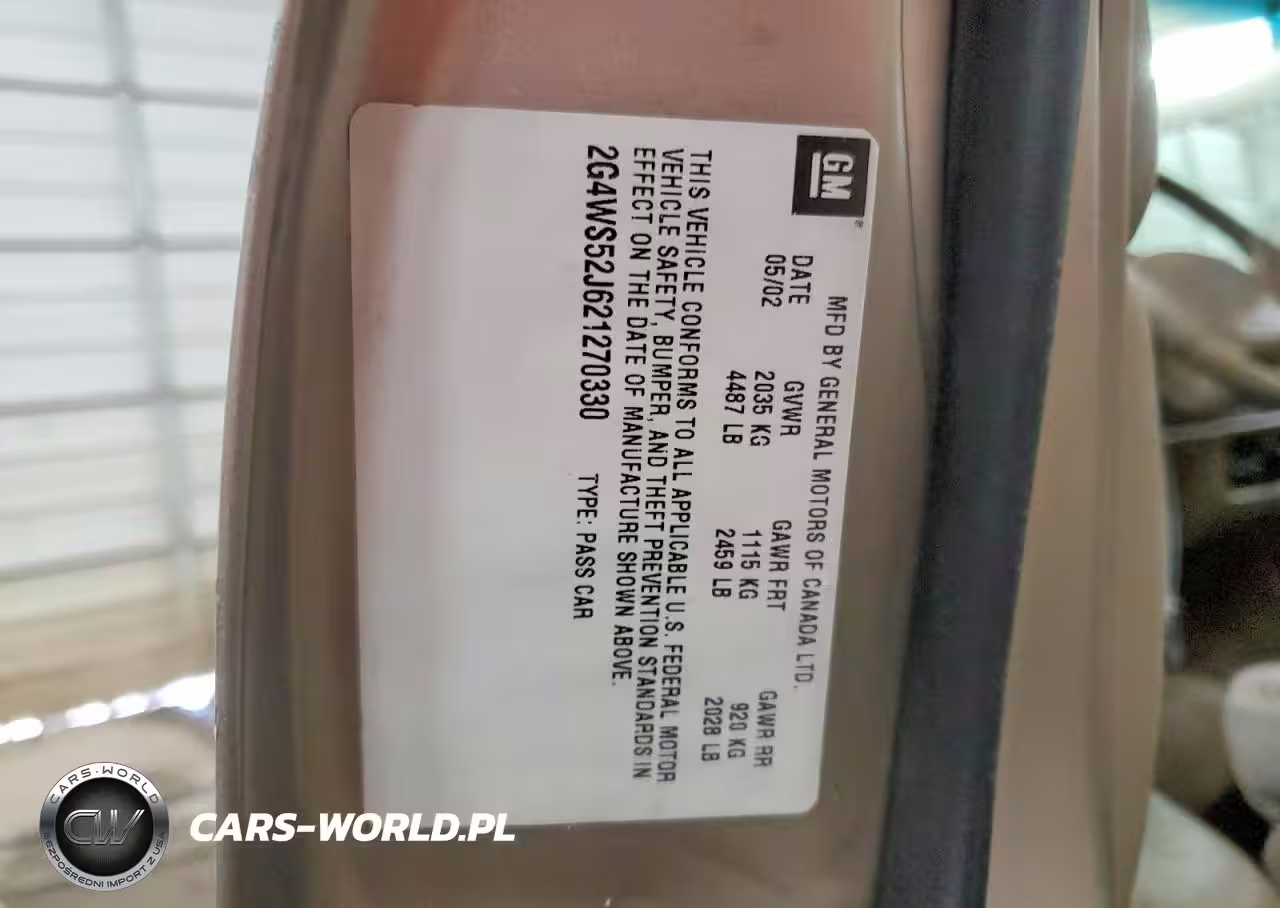 GM®
MFD BY GENERAL MOTORS OF CANADA LTD.
DATE GVWR GAWR FRT GAWR RR
05/02 2035 KG 1115 KG 920 KG
4487 LB 2459 LB 2028 LB
THIS VEHICLE CONFORMS TO ALL APPLICABLE U.S. FEDERAL MOTOR
VEHICLE SAFETY, BUMPER, AND THEFT PREVENTION STANDARDS IN
EFFECT ON THE DATE OF MANUFACTURE SHOWN ABOVE.
2G4WS52J621270330 TYPE: PASS CAR
CARS-WORLD
CW
BEZPOŚREDNI IMPORT Z USA
CARS-WORLD.PL